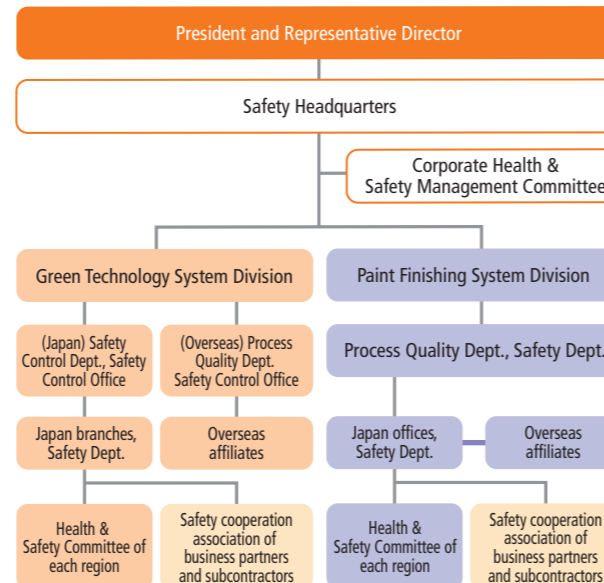 President and Representative Director
Safety Headquarters
Corporate Health &
Safety Management Committee
Green Technology System Division
Paint Finishing System Division
(Japan) Safety
Control Dept., Safety
Control Office
(Overseas) Process
Quality Dept.
Safety Control Office
Process Quality Dept., Safety Dept.
Japan branches,
Safety Dept.
Overseas
affiliates
Japan offices,
Safety Dept.
Overseas
affiliates
Health &
Safety Committee of
each region
Safety cooperation
association of
business partners
and subcontractors
Health &
Safety Committee of
each region
Safety cooperation
association of
business partners
and subcontractors